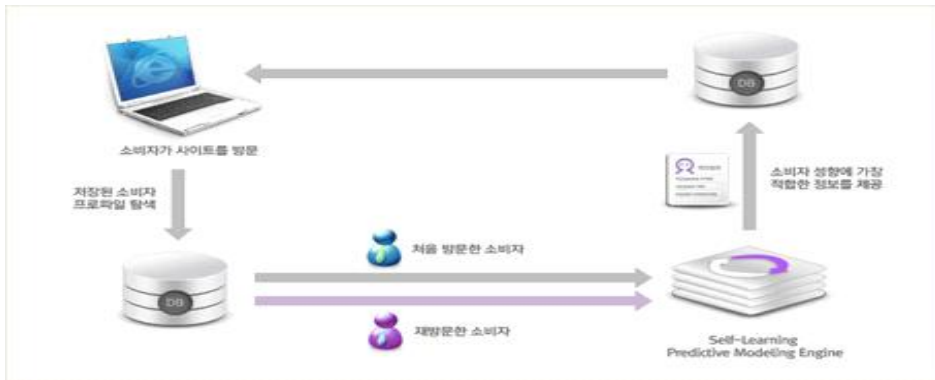 DB
소비자가 사이트를 방문
저장된 소비자
프로파일 탐색
소비자 성향에 가장
적합한 정보를 제공
처음 방문한 소비자
DB
재방문한 소비자
Self-Learning
Predictive Modeling Engine